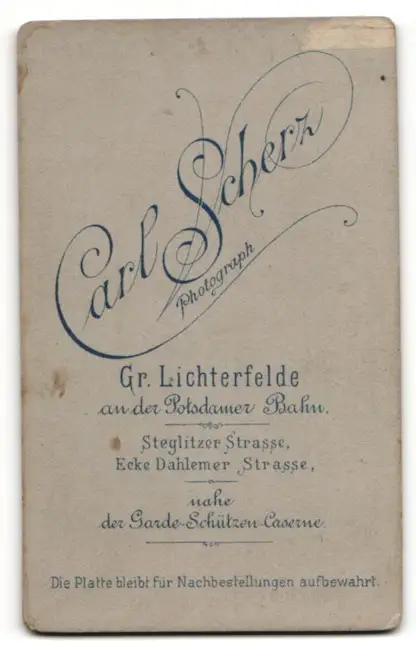 Carl Scherz
Photograph
Gr. Lichterfelde
an der Potsdamer Bahn.
Steglitzer Strasse,
Ecke Dahlemer Strasse,
nahe
der Garde-Schützen-Caserne.
Die Platte bleibt für Nachbestellungen aufbewahrt.